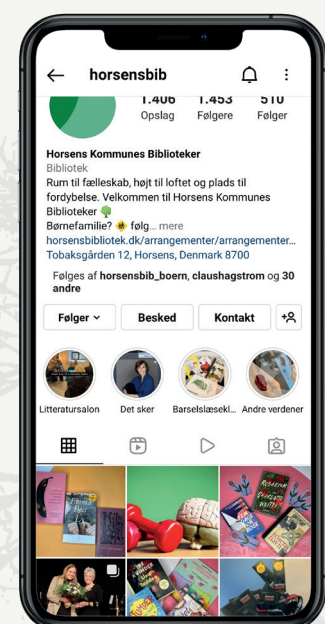 horsensbib
1.406 1.453 510
Opslag Følgere Følger
Horsens Kommunes Biblioteker
Bibliotek
Rum til fælleskab, højt til loftet og plads til
fordybelse. Velkommen til Horsens Kommunes
Biblioteker
Børnefamilie? følg... mere
horsensbibliotek.dk/arrangementer/arrangementer...
Tobaksgården 12, Horsens, Denmark 8700
Følges af horsensbib_boern, claushagstrom og 30
andre
Følger Besked Kontakt
Litteratursalon Det sker Barselslæsekl... Andre verdener